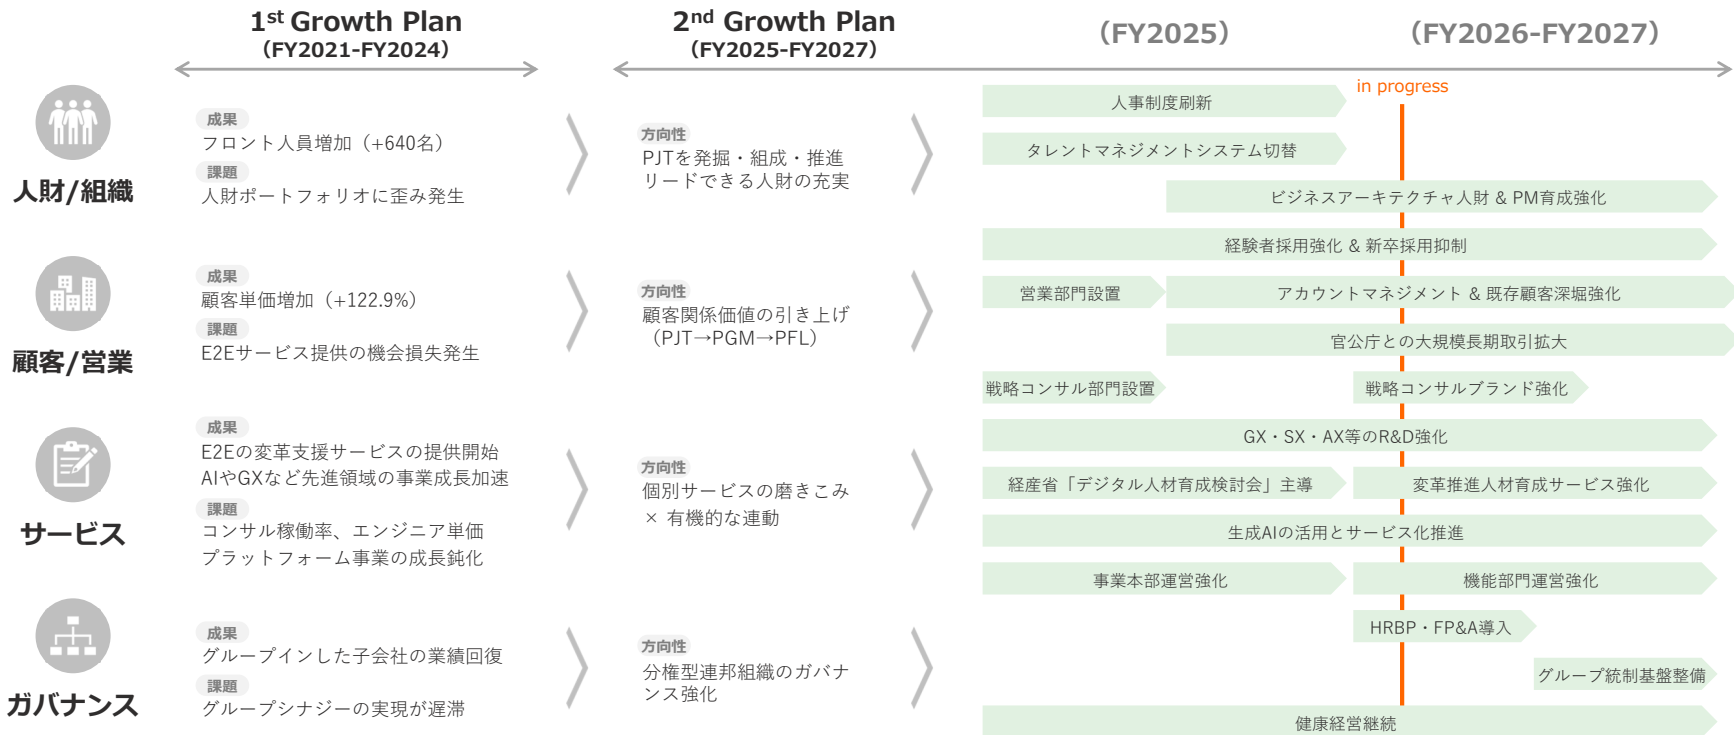 1st Growth Plan
（FY2021-FY2024）
2nd Growth Plan
（FY2025-FY2027）
（FY2025）
（FY2026-FY2027）
in progress
人財/組織
成果
フロント人員増加（+640名）
課題
人財ポートフォリオに歪み発生
方向性
PJTを発掘・組成・推進
リードできる人財の充実
人事制度刷新
タレントマネジメントシステム切替
ビジネスアーキテクチャ人財 & PM育成強化
経験者採用強化 & 新卒採用抑制
顧客/営業
成果
顧客単価増加（+122.9%）
課題
E2Eサービス提供の機会損失発生
方向性
顧客関係価値の引き上げ
（PJT→PGM→PFL）
営業部門設置
アカウントマネジメント & 既存顧客深堀強化
官公庁との大規模長期取引拡大
戦略コンサル部門設置
戦略コンサルブランド強化
サービス
成果
E2Eの変革支援サービスの提供開始
AIやGXなど先進領域の事業成長加速
課題
コンサル稼働率、エンジニア単価
プラットフォーム事業の成長鈍化
方向性
個別サービスの磨きこみ
× 有機的な連動
GX・SX・AX等のR&D強化
経産省「デジタル人材育成検討会」主導
変革推進人材育成サービス強化
生成AIの活用とサービス化推進
事業本部運営強化
機能部門運営強化
ガバナンス
成果
グループインした子会社の業績回復
課題
グループシナジーの実現が遅滞
方向性
分権型連邦組織のガバナ
ンス強化
HRBP・FP&A導入
グループ統制基盤整備
健康経営継続